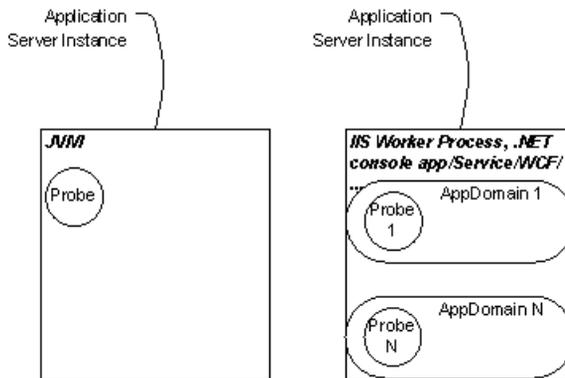 Application
Server Instance
JVM
Probe
Application
Server Instance
IIS Worker Process, .NET
console app/Service/WCF/
...
AppDomain 1
Probe
1
AppDomain N
Probe
N